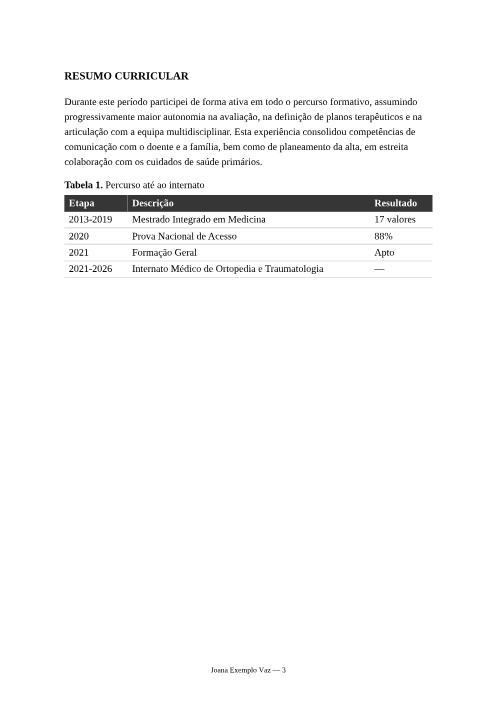 RESUMO CURRICULAR
Durante este período participei de forma ativa em todo o percurso formativo, assumindo
progressivamente maior autonomia na avaliação, na definição de planos terapêuticos e na
articulação com a equipa multidisciplinar. Esta experiência consolidou competências de
comunicação com o doente e a família, bem como de planeamento da alta, em estreita
colaboração com os cuidados de saúde primários.
Tabela 1. Percurso até ao internato
Etapa Descrição Resultado
2013-2019 Mestrado Integrado em Medicina 17 valores
2020 Prova Nacional de Acesso 88%
2021 Formação Geral Apto
2021-2026 Internato Médico de Ortopedia e Traumatologia —
Joana Exemplo Vaz — 3